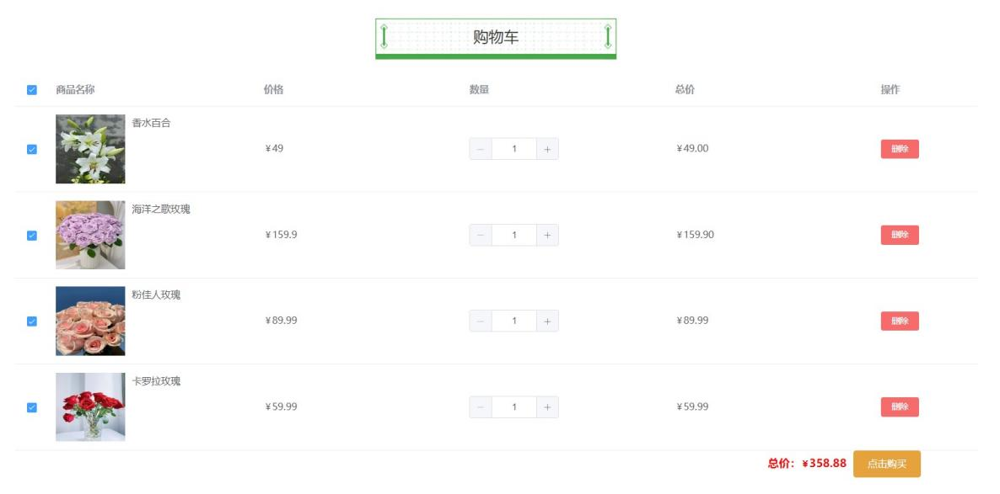 购物车
商品名称 价格 数量 总价 操作
香水百合
¥49 － 1 + ¥49.00 删除
海洋之歌玫瑰
¥159.9 － 1 + ¥159.90 删除
粉佳人玫瑰
¥89.99 － 1 + ¥89.99 删除
卡罗拉玫瑰
¥59.99 － 1 + ¥59.99 删除
总价：¥358.88 点击购买